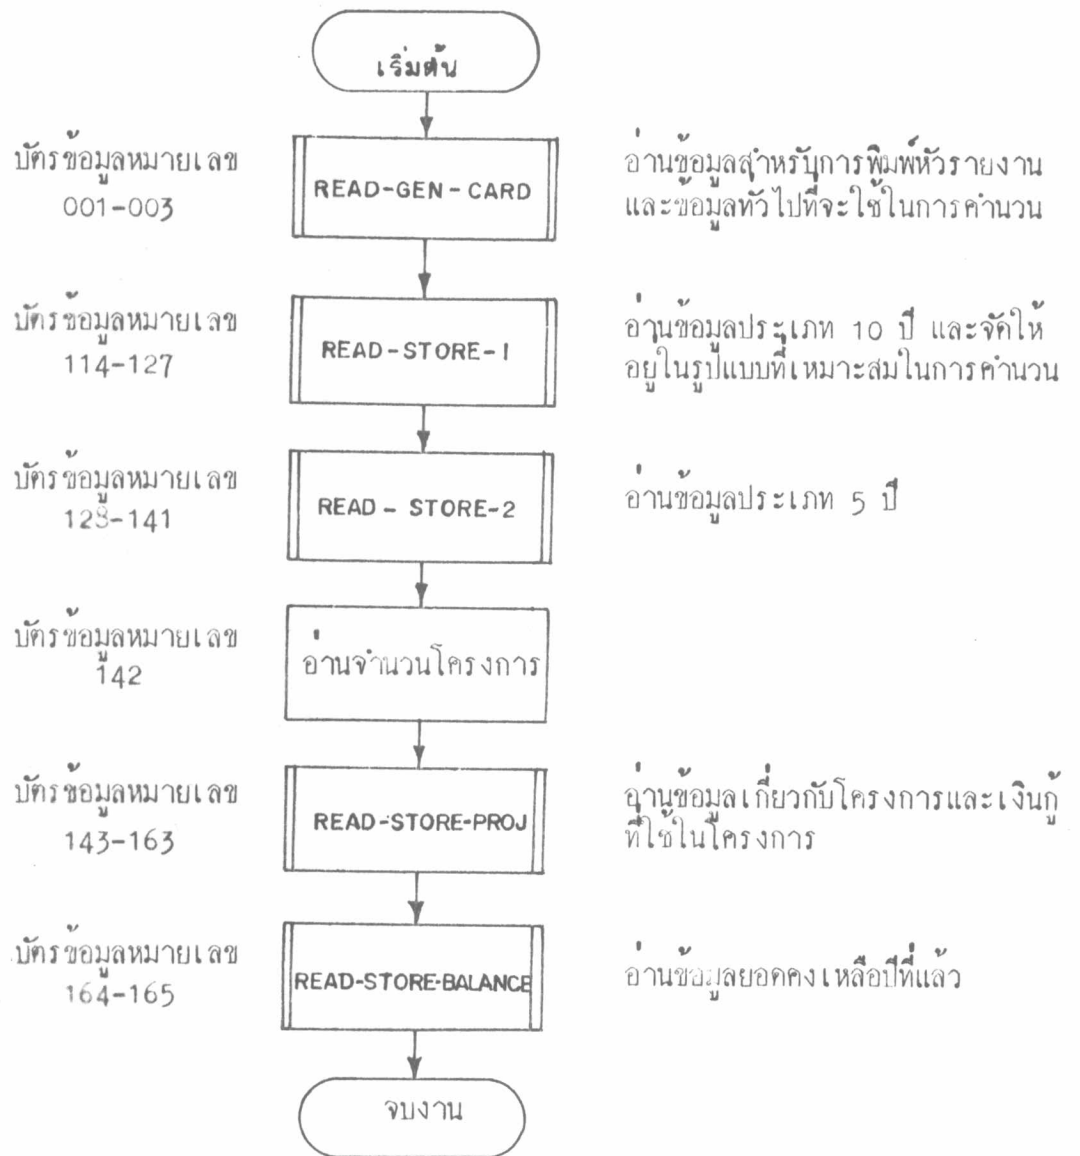 เริ่มต้น
บัตรข้อมูลหมายเลข
001-003
READ-GEN-CARD
อ่านข้อมูลสำหรับการพิมพ์หัวรายงาน
และข้อมูลทั่วไปที่จะใช้ในการคำนวน
บัตรข้อมูลหมายเลข
114-127
READ-STORE-1
อ่านข้อมูลประเภท 10 ปี และจัดให้
อยู่ในรูปแบบที่เหมาะสมในการคำนวน
บัตรข้อมูลหมายเลข
128-141
READ - STORE-2
อ่านข้อมูลประเภท 5 ปี
บัตรข้อมูลหมายเลข
142
อ่านจำนวนโครงการ
บัตรข้อมูลหมายเลข
143-163
READ-STORE-PROJ
อ่านข้อมูลเกี่ยวกับโครงการและเงินกู้
ที่ใช้ในโครงการ
บัตรข้อมูลหมายเลข
164-165
READ-STORE-BALANCE
อ่านข้อมูลยอดคงเหลือปีที่แล้ว
จบงาน